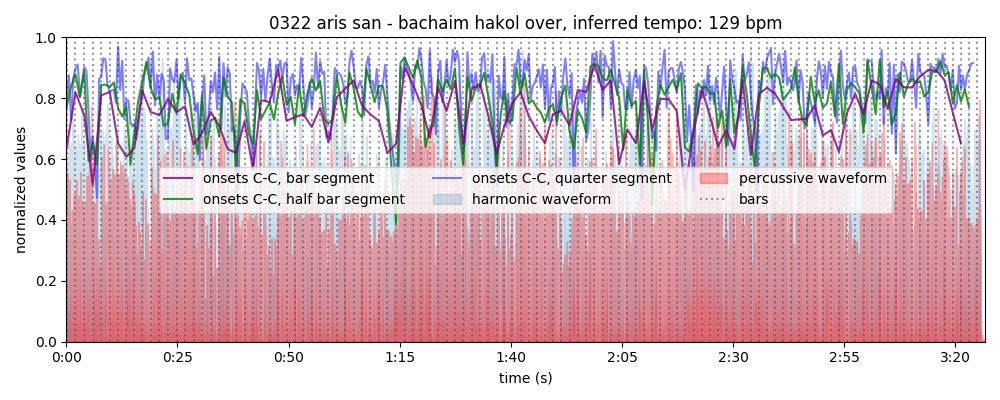 0322 aris san - bachaim hakol over, inferred tempo: 129 bpm
normalized values
1.0
0.8
0.6
0.4
0.2
0.0
onsets C-C, bar segment
onsets C-C, half bar segment
onsets C-C, quarter segment
harmonic waveform
percussive waveform
bars
0:00 0:25 0:50 1:15 1:40 2:05 2:30 2:55 3:20
time (s)